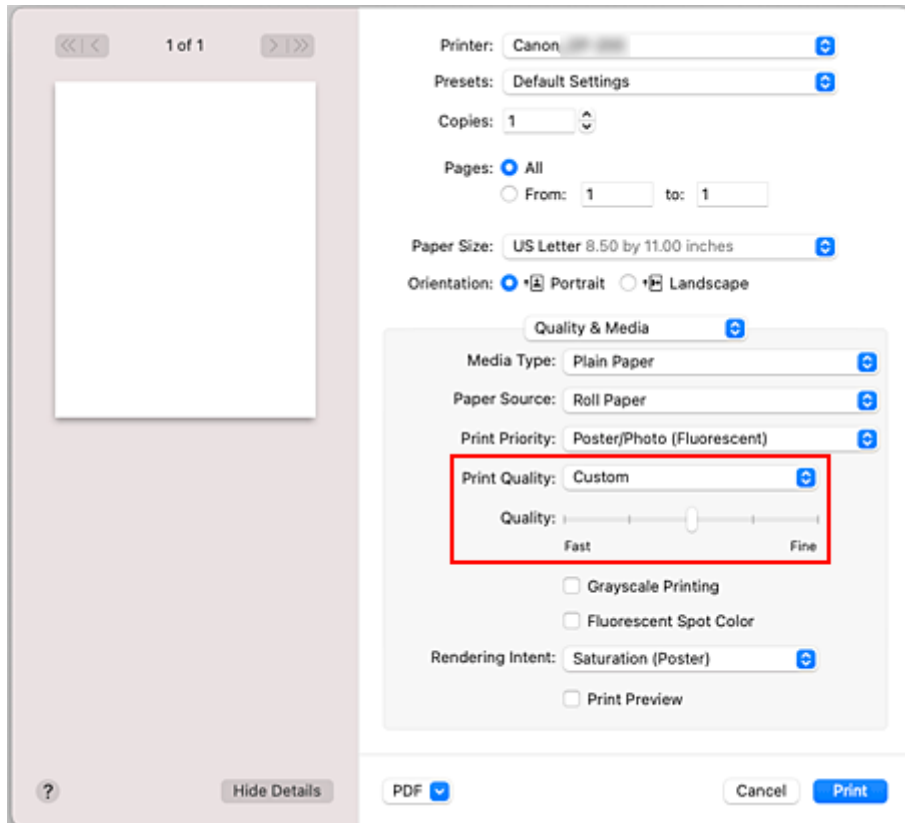 1 of 1
Printer: Canon
Presets: Default Settings
Copies: 1
Pages: All
From: 1 to: 1
Paper Size: US Letter 8.50 by 11.00 inches
Orientation: Portrait Landscape
Quality & Media
Media Type: Plain Paper
Paper Source: Roll Paper
Print Priority: Poster/Photo (Fluorescent)
Print Quality: Custom
Quality:
Fast Fine
Grayscale Printing
Fluorescent Spot Color
Rendering Intent: Saturation (Poster)
Print Preview
? Hide Details PDF Cancel Print